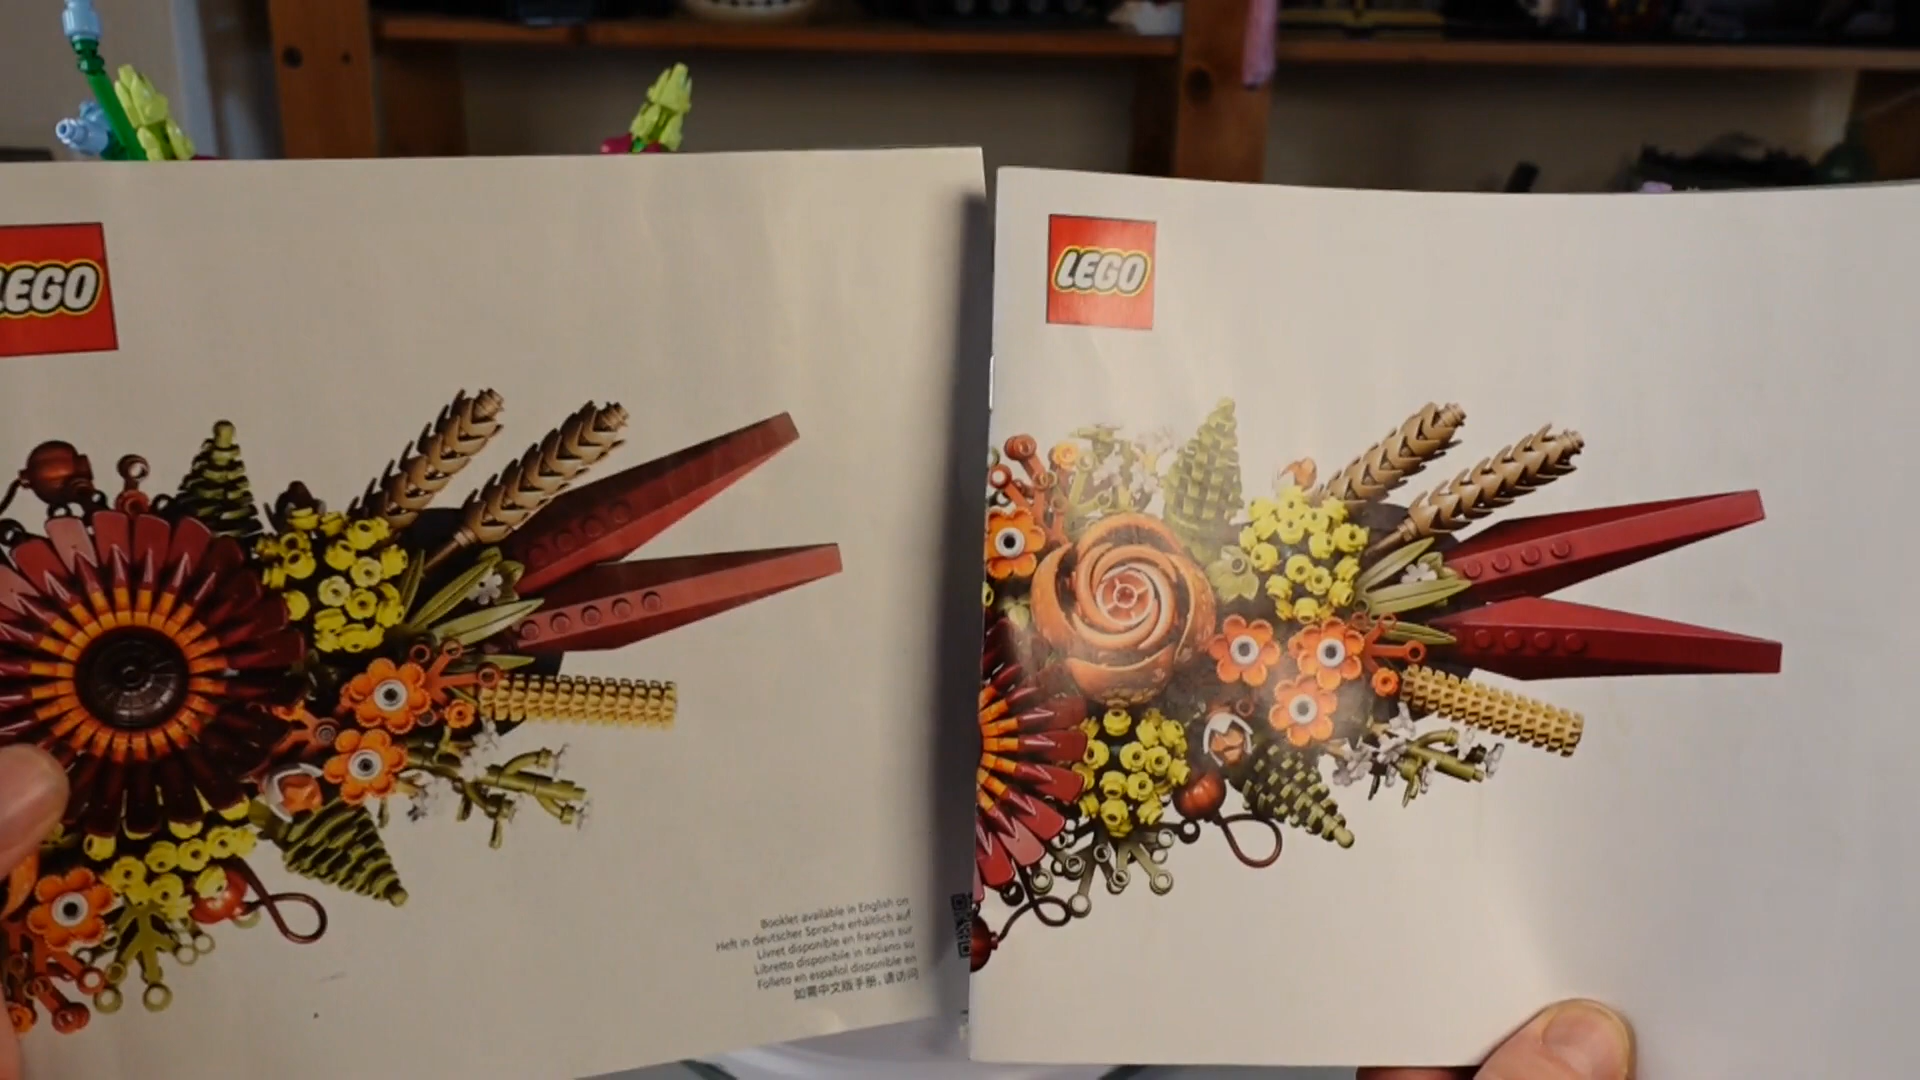 LEGO
LEGO
Booklet available in English on
Heft in deutscher Sprache erhältlich auf
Livret disponible en français sur
Libretto disponibile in italiano su
Folleto en español disponible en
如需中文版手册，请访问